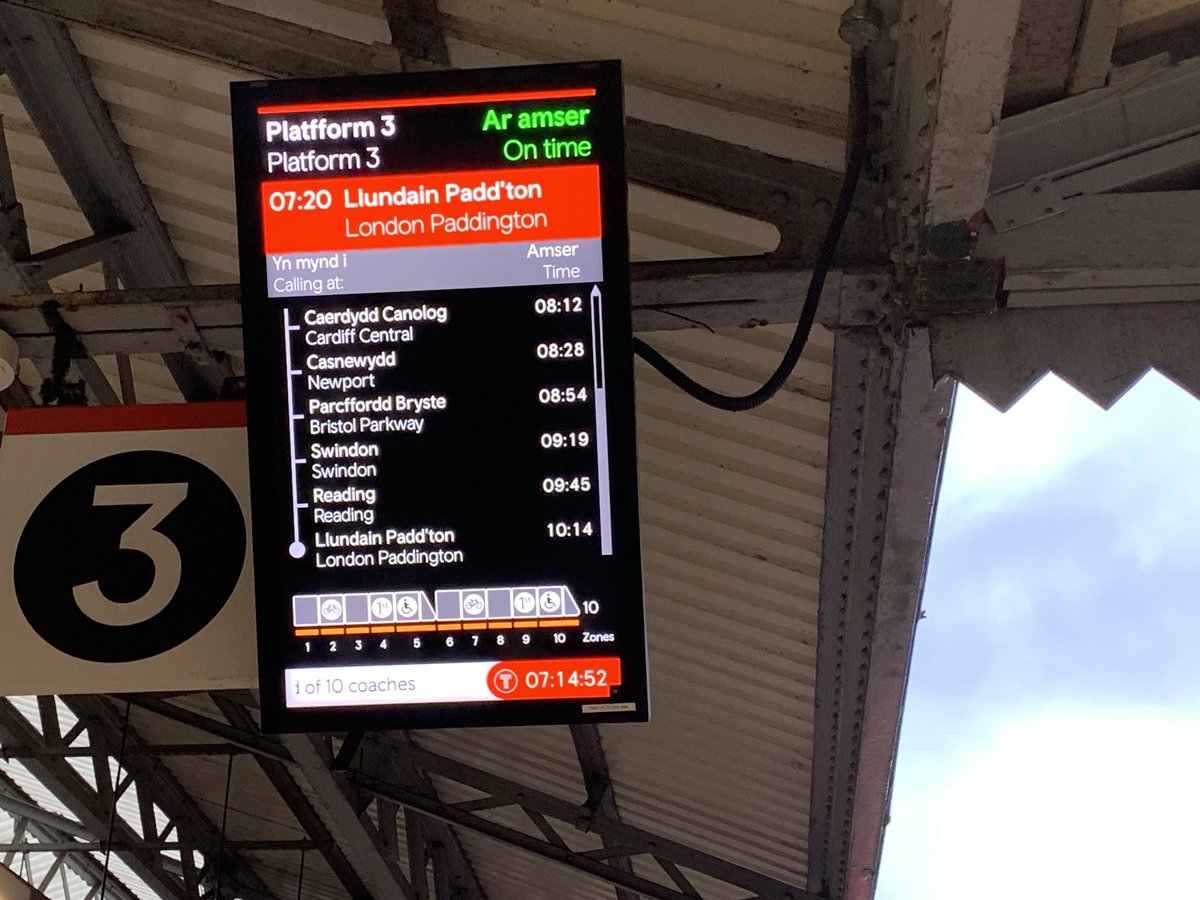 Platfform 3 Ar amser
Platform 3 On time
07:20 Llundain Padd'ton
London Paddington
Yn mynd i Amser
Calling at: Time
Caerdydd Canolog 08:12
Cardiff Central
Casnewydd 08:28
Newport
Parcffordd Bryste 08:54
Bristol Parkway
Swindon 09:19
Swindon
Reading 09:45
Reading
Llundain Padd'ton 10:14
London Paddington
1st 1st 10
1 2 3 4 5 6 7 8 9 10 Zones
of 10 coaches T 07:14:52
3